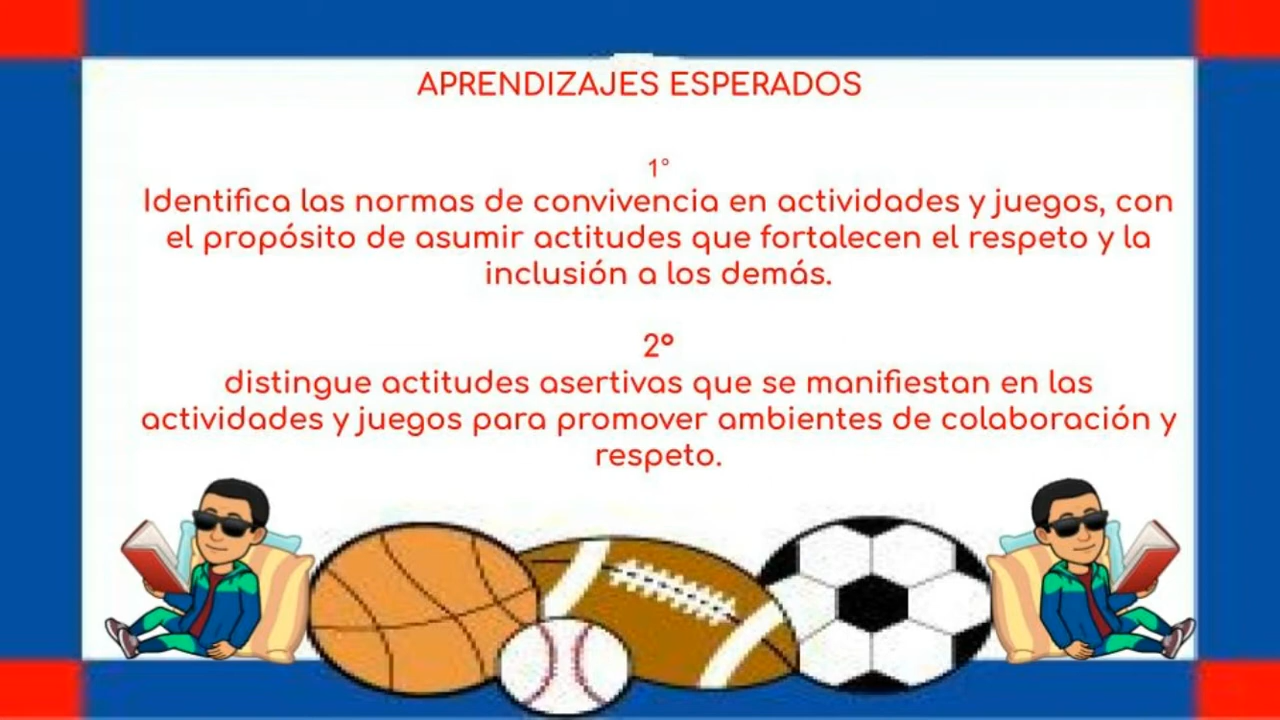 APRENDIZAJES ESPERADOS
1°
Identifica las normas de convivencia en actividades y juegos, con
el propósito de asumir actitudes que fortalecen el respeto y la
inclusión a los demás.
2°
distingue actitudes asertivas que se manifiestan en las
actividades y juegos para promover ambientes de colaboración y
respeto.